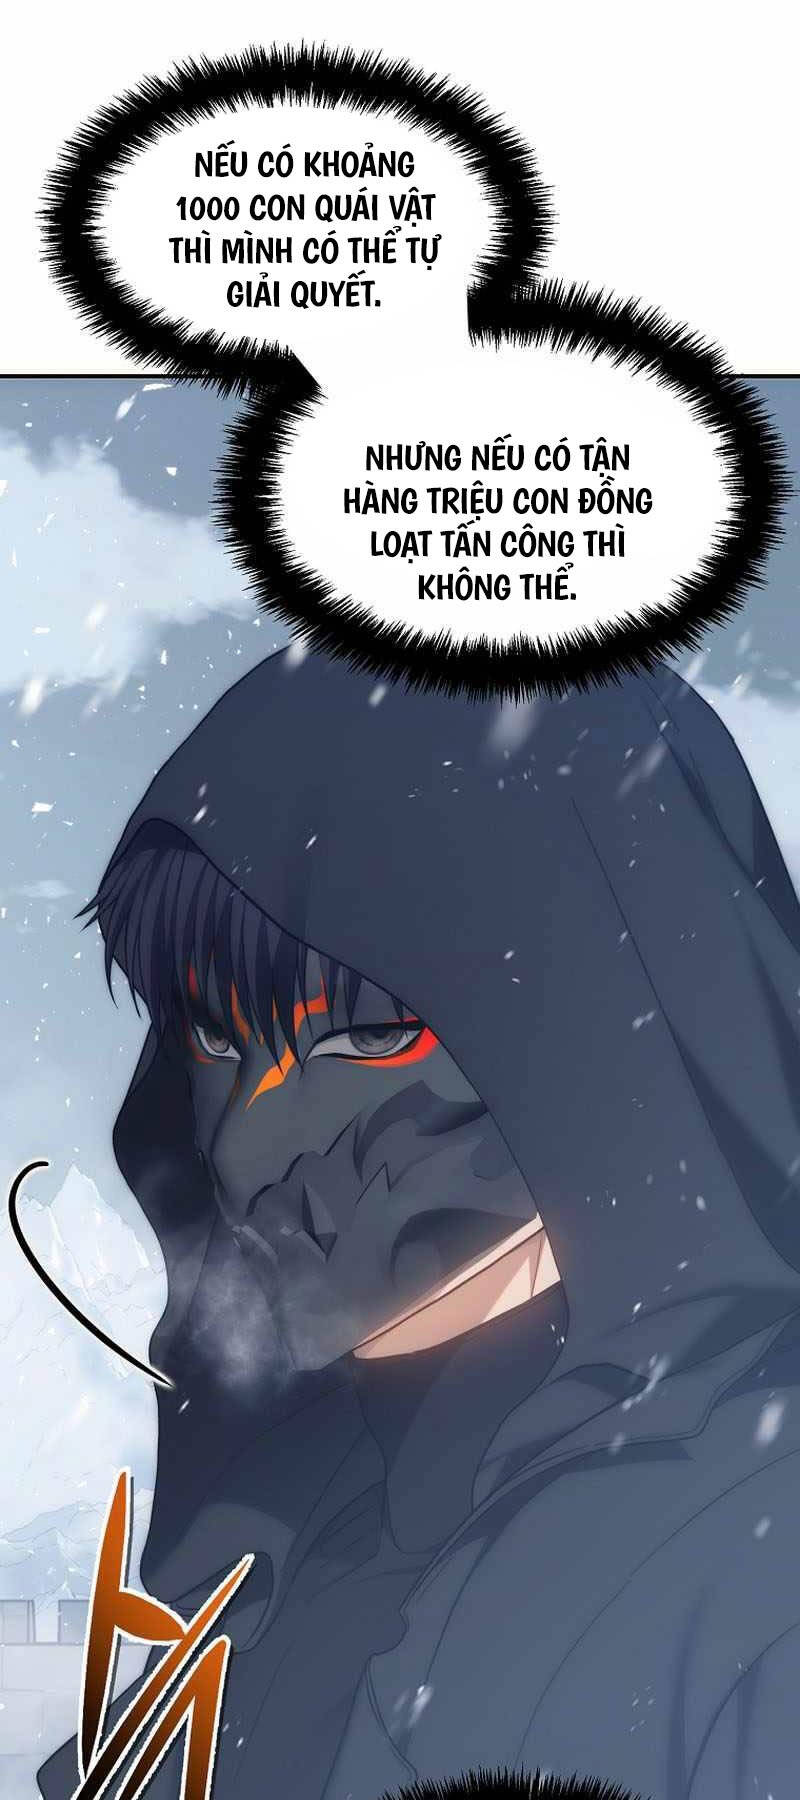 NẾU CÓ KHOẢNG
1000 CON QUÁI VẬT
THÌ MÌNH CÓ THỂ TỰ
GIẢI QUYẾT.
NHƯNG NẾU CÓ TẬN
HÀNG TRIỆU CON ĐỒNG
LOẠT TẤN CÔNG THÌ
KHÔNG THỂ.